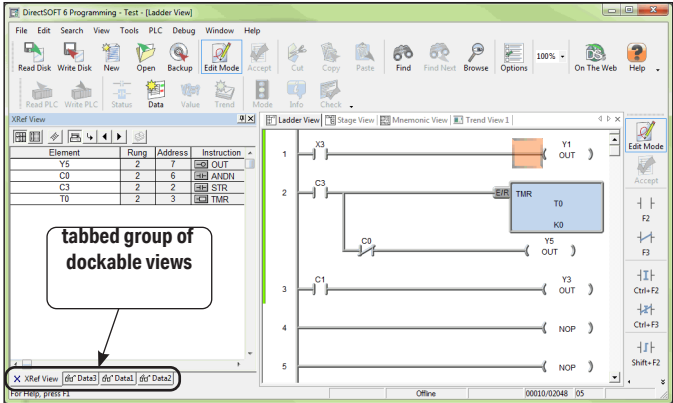 DirectSOFT 6 Programming - Test - [Ladder View]
File Edit Search View Tools PLC Debug Window Help
Read Disk Write Disk New Open Backup Edit Mode Accept Cut Copy Paste Find Find Next Browse Options 100% On The Web Help
Read PLC Write PLC Status Data Value Trend Mode Info Check
XRef View
Element Rung Address Instruction
Y5 2 7 OUT
C0 2 6 ANDN
C3 2 2 STR
T0 2 3 TMR
tabbed group of
dockable views
XRef View Data3 Data1 Data2
Ladder View Stage View Mnemonic View Trend View 1
1 X3 Y1
OUT
2 C3 E/R TMR
T0
K0
C0 Y5
OUT
3 C1 Y3
OUT
4 NOP
5 NOP
Edit Mode
Accept
F2
F3
Ctrl+F2
Ctrl+F3
Shift+F2
For Help, press F1 Offline 00010/02048 05